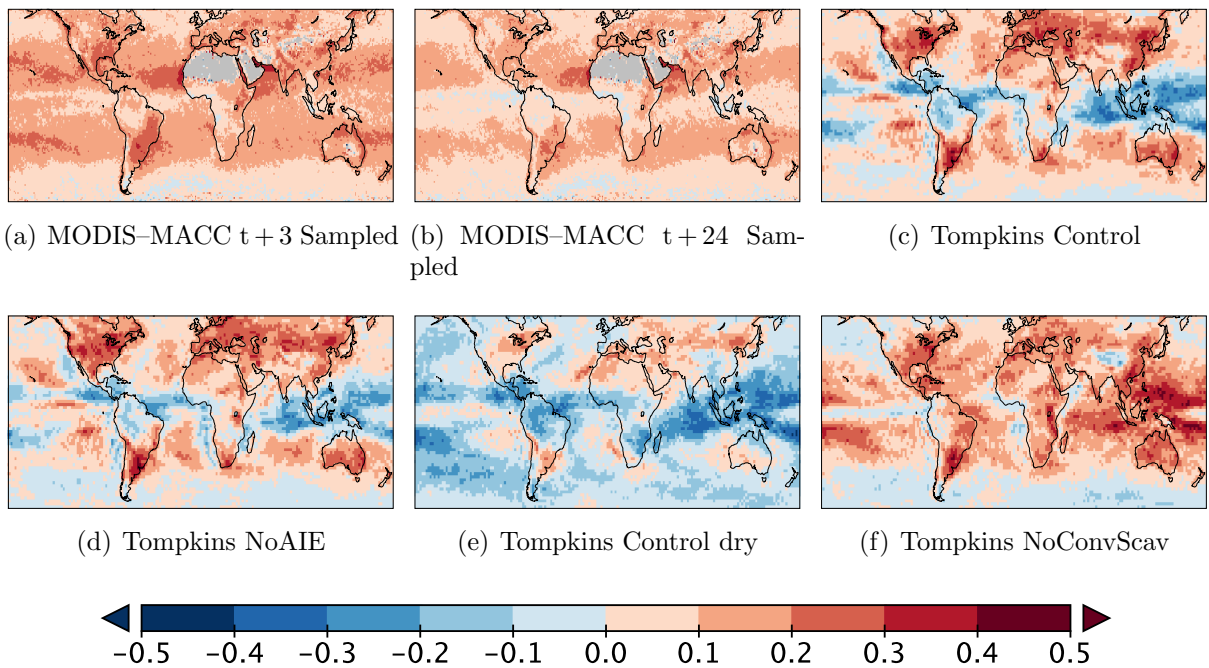 (a) MODIS–MACC t + 3 Sampled
(b) MODIS–MACC t + 24 Sam-
pled
(c) Tompkins Control
(d) Tompkins NoAIE
(e) Tompkins Control dry
(f) Tompkins NoConvScav
−0.5 −0.4 −0.3 −0.2 −0.1 0.0 0.1 0.2 0.3 0.4 0.5